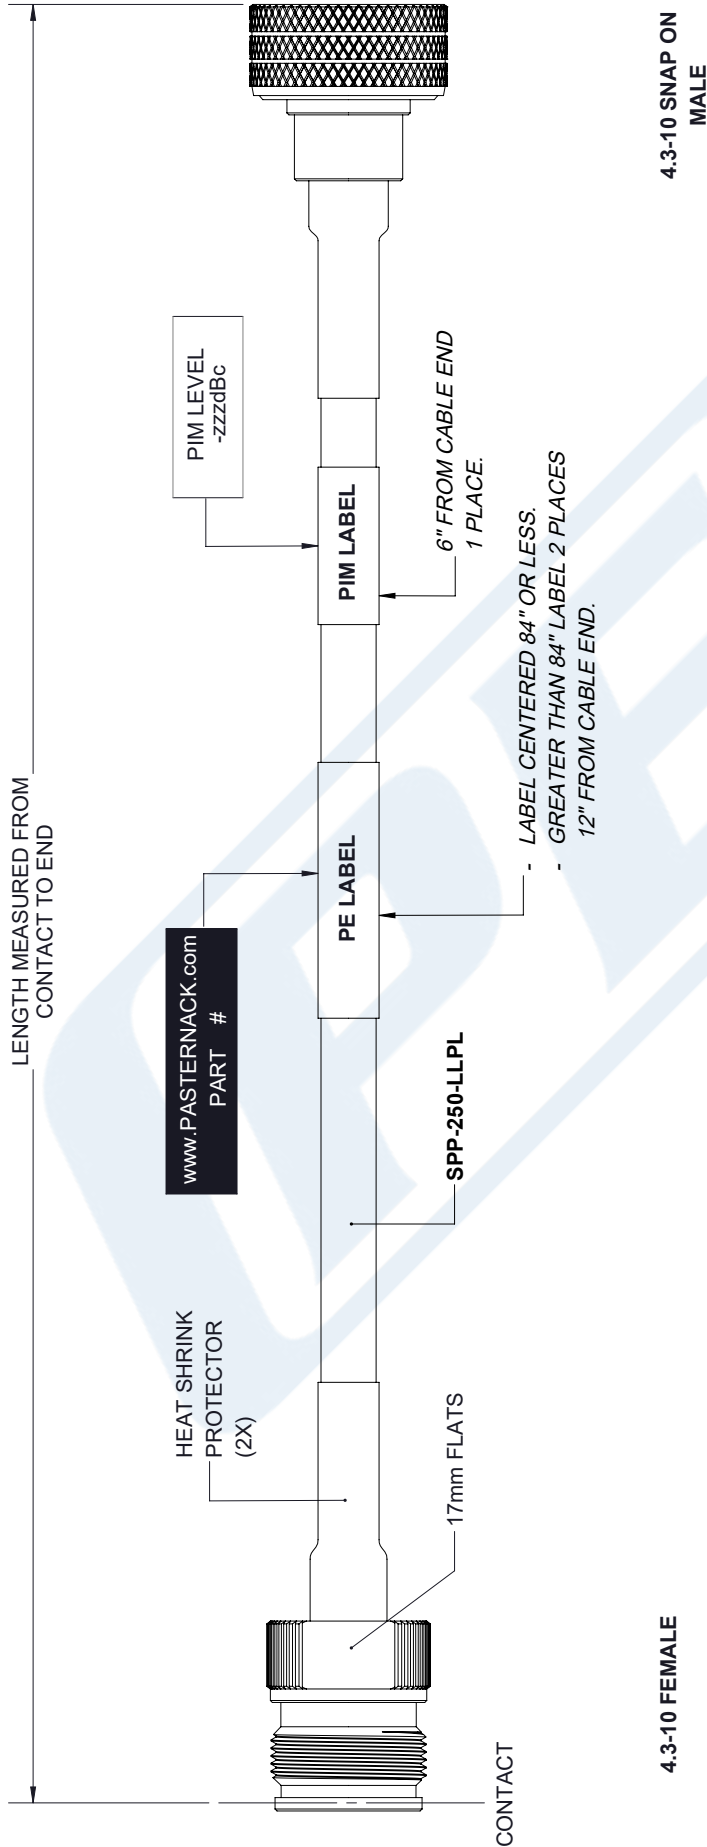 LENGTH MEASURED FROM
CONTACT TO END
www.PASTERNACK.com
PART #
PIM LEVEL
-zzzdBc
HEAT SHRINK
PROTECTOR
(2X)
PE LABEL
PIM LABEL
6" FROM CABLE END
1 PLACE.
17mm FLATS
SPP-250-LLPL
- LABEL CENTERED 84" OR LESS.
- GREATER THAN 84" LABEL 2 PLACES
12" FROM CABLE END.
CONTACT
4.3-10 FEMALE
4.3-10 SNAP ON
MALE